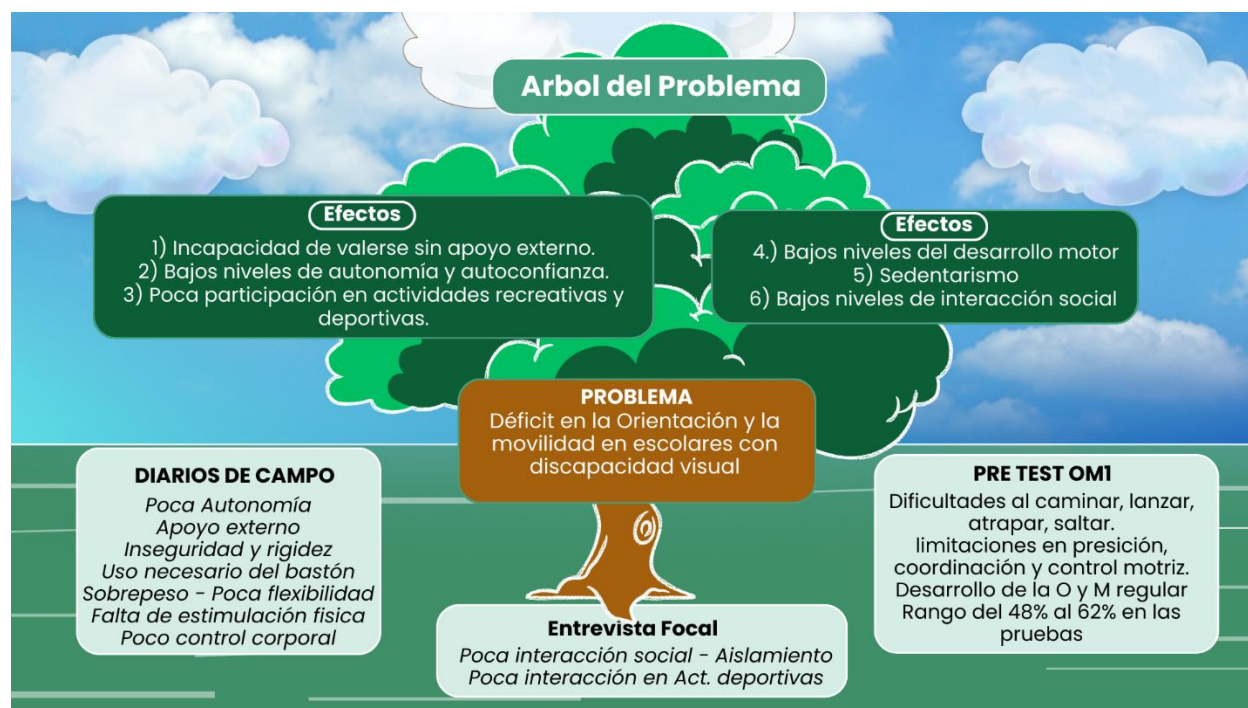 Arbol del Problema
Efectos
1) Incapacidad de valerse sin apoyo externo.
2) Bajos niveles de autonomía y autoconfianza.
3) Poca participación en actividades recreativas y
deportivas.
Efectos
4.) Bajos niveles del desarrollo motor
5) Sedentarismo
6) Bajos niveles de interacción social
PROBLEMA
Déficit en la Orientación y la
movilidad en escolares con
discapacidad visual
DIARIOS DE CAMPO
Poca Autonomía
Apoyo externo
Inseguridad y rigidez
Uso necesario del bastón
Sobrepeso - Poca flexibilidad
Falta de estimulación fisica
Poco control corporal
Entrevista Focal
Poca interacción social - Aislamiento
Poca interacción en Act. deportivas
PRE TEST OM1
Dificultades al caminar, lanzar,
atrapar, saltar.
limitaciones en presición,
coordinación y control motriz.
Desarrollo de la O y M regular
Rango del 48% al 62% en las
pruebas